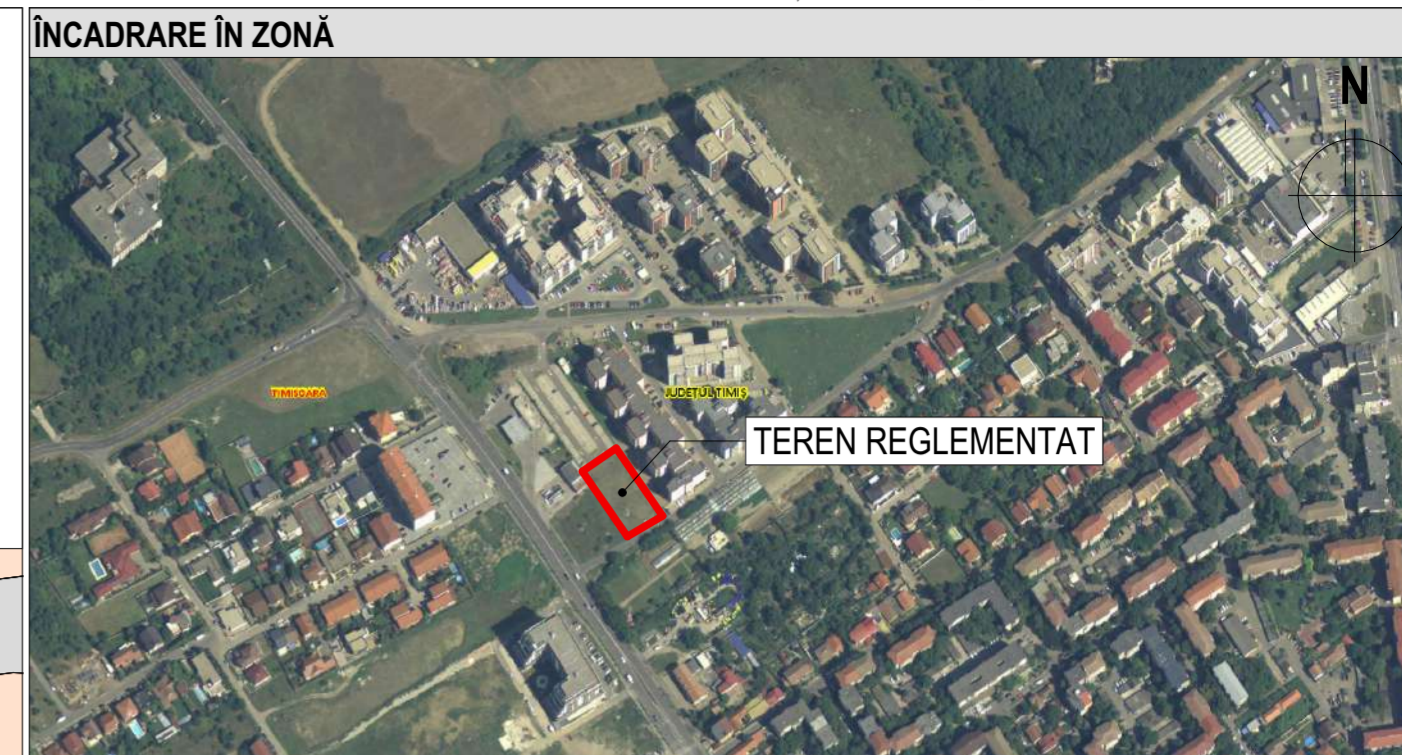 ÎNCADRARE ÎN ZONĂ
N
TIMISOARA
JUDEȚUL TIMIȘ
TEREN REGLEMENTAT